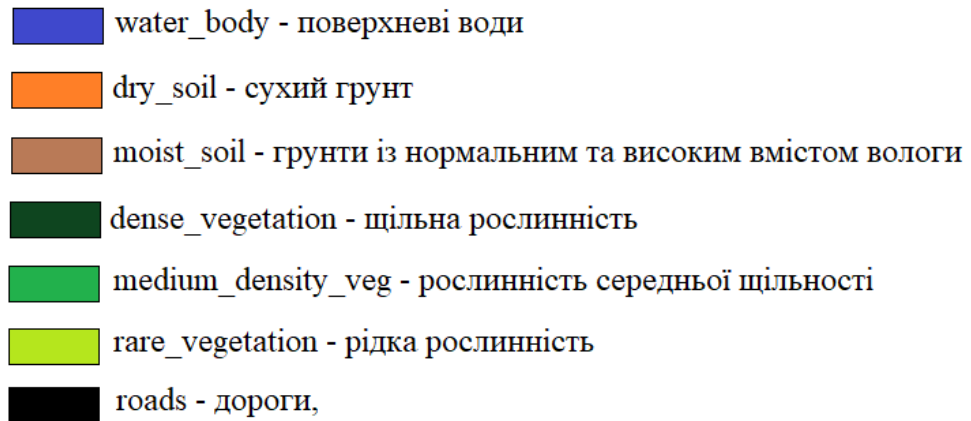 water_body - поверхневі води
dry_soil - сухий грунт
moist_soil - грунти із нормальним та високим вмістом вологи
dense_vegetation - щільна рослинність
medium_density_veg - рослинність середньої щільності
rare_vegetation - рідка рослинність
roads - дороги,